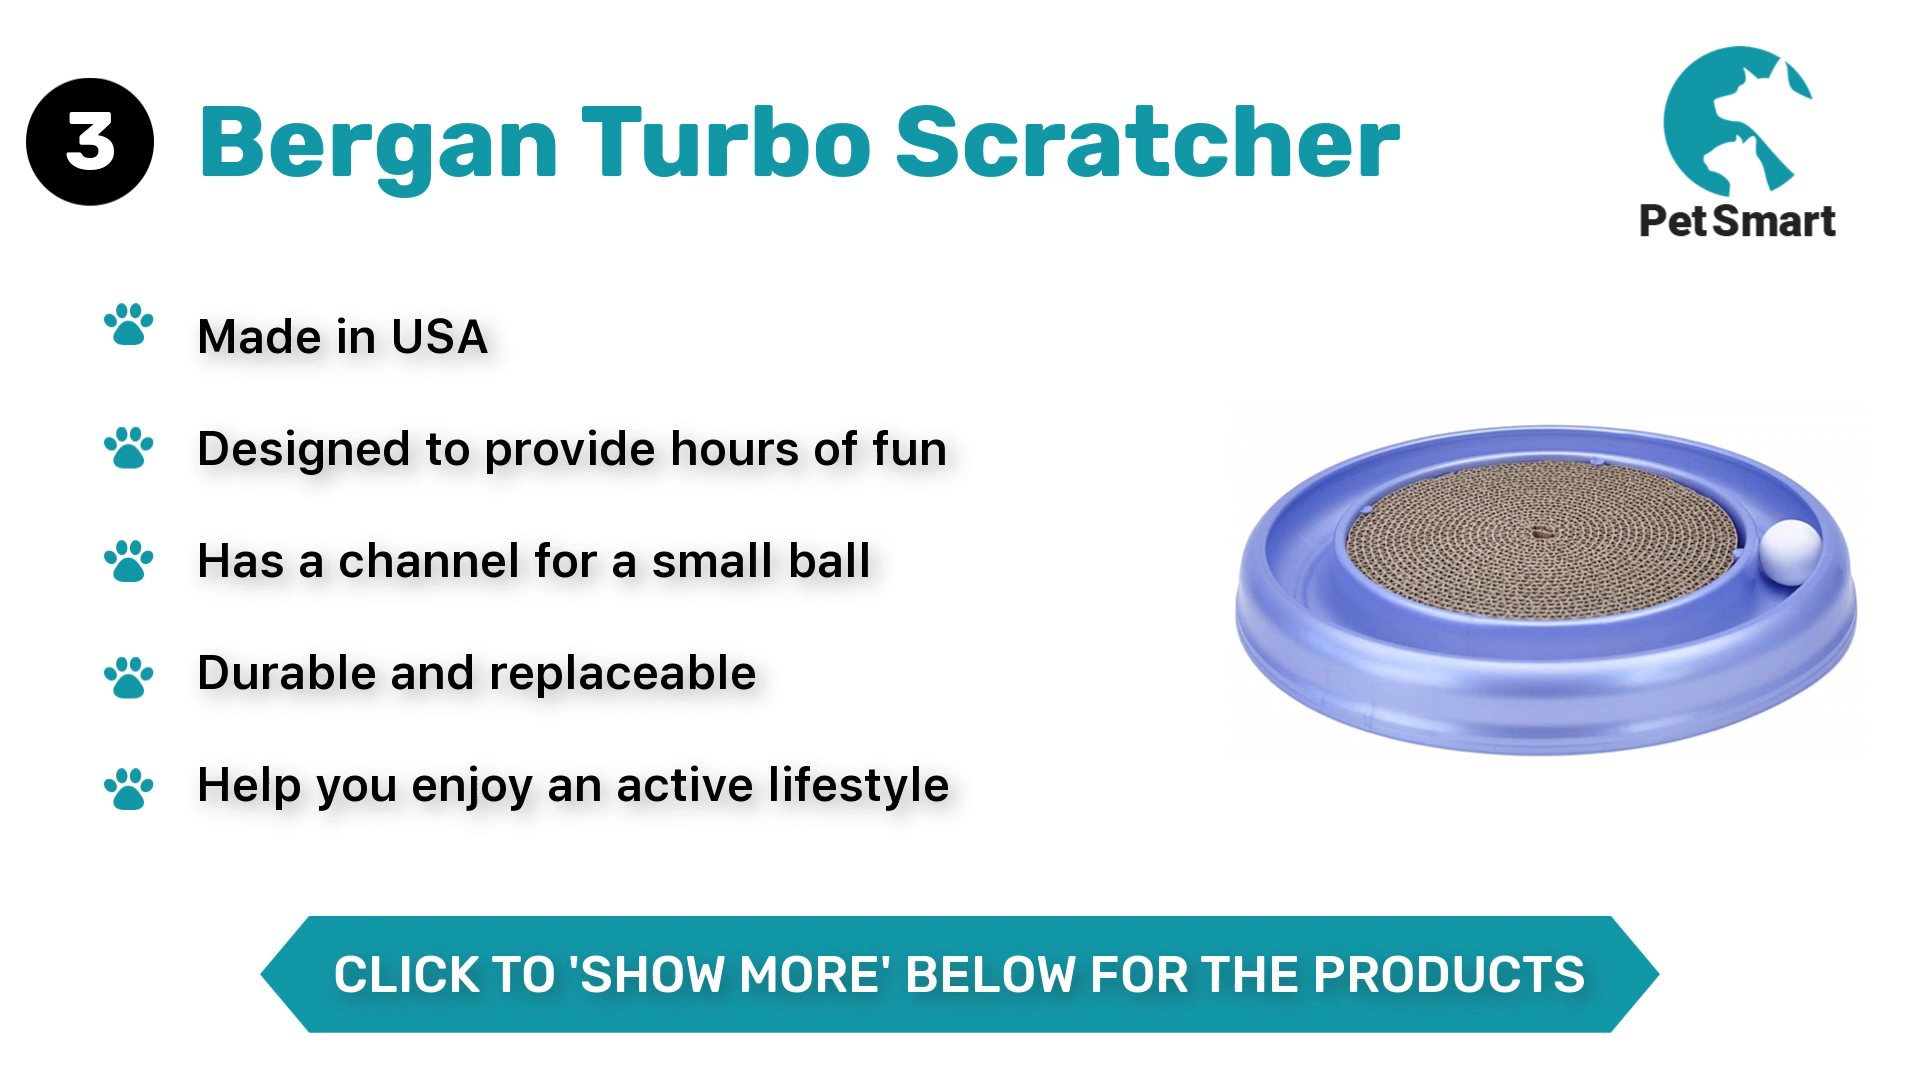 3
Bergan Turbo Scratcher
PetSmart
Made in USA
Designed to provide hours of fun
Has a channel for a small ball
Durable and replaceable
Help you enjoy an active lifestyle
CLICK TO 'SHOW MORE' BELOW FOR THE PRODUCTS